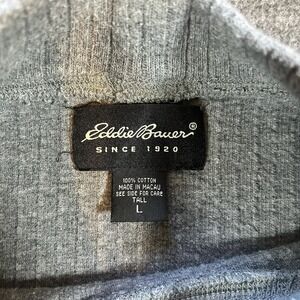 Eddie Bauer®
SINCE 1920
100% COTTON
MADE IN MACAU
SEE SIDE FOR CARE
TALL
L